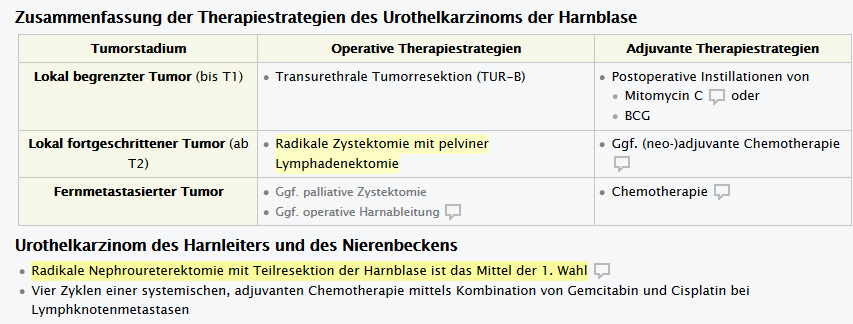 Zusammenfassung der Therapiestrategien des Urothelkarzinoms der Harnblase
Tumorstadium
Operative Therapiestrategien
Adjuvante Therapiestrategien
Lokal begrenzter Tumor (bis T1)
• Transurethrale Tumorresektion (TUR-B)
• Postoperative Instillationen von
• Mitomycin C oder
• BCG
Lokal fortgeschrittener Tumor (ab
T2)
• Radikale Zystektomie mit pelviner
Lymphadenektomie
• Ggf. (neo-)adjuvante Chemotherapie
Fernmetastasierter Tumor
• Ggf. palliative Zystektomie
• Ggf. operative Harnableitung
• Chemotherapie
Urothelkarzinom des Harnleiters und des Nierenbeckens
• Radikale Nephroureterektomie mit Teilresektion der Harnblase ist das Mittel der 1. Wahl
• Vier Zyklen einer systemischen, adjuvanten Chemotherapie mittels Kombination von Gemcitabin und Cisplatin bei
Lymphknotenmetastasen